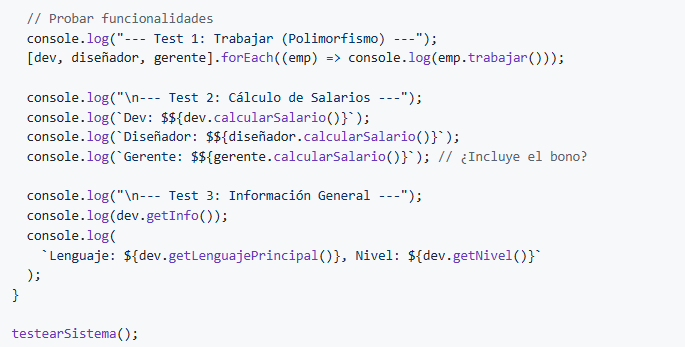 // Probar funcionalidades
console.log("--- Test 1: Trabajar (Polimorfismo) ---");
[dev, diseñador, gerente].forEach((emp) => console.log(emp.trabajar()));
console.log("\n--- Test 2: Cálculo de Salarios ---");
console.log(`Dev: $${dev.calcularSalario()}`);
console.log(`Diseñador: $${diseñador.calcularSalario()}`);
console.log(`Gerente: $${gerente.calcularSalario()}`); // ¿Incluye el bono?
console.log("\n--- Test 3: Información General ---");
console.log(dev.getInfo());
console.log(
`Lenguaje: ${dev.getLenguajePrincipal()}, Nivel: ${dev.getNivel()}`
);
}
testearSistema();